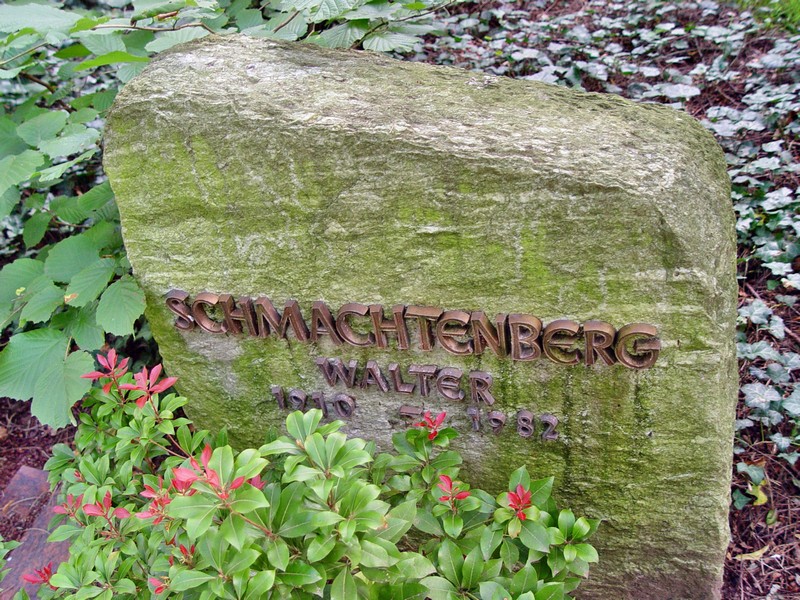 SCHMACHTENBERG
WALTER
1910 – 1982